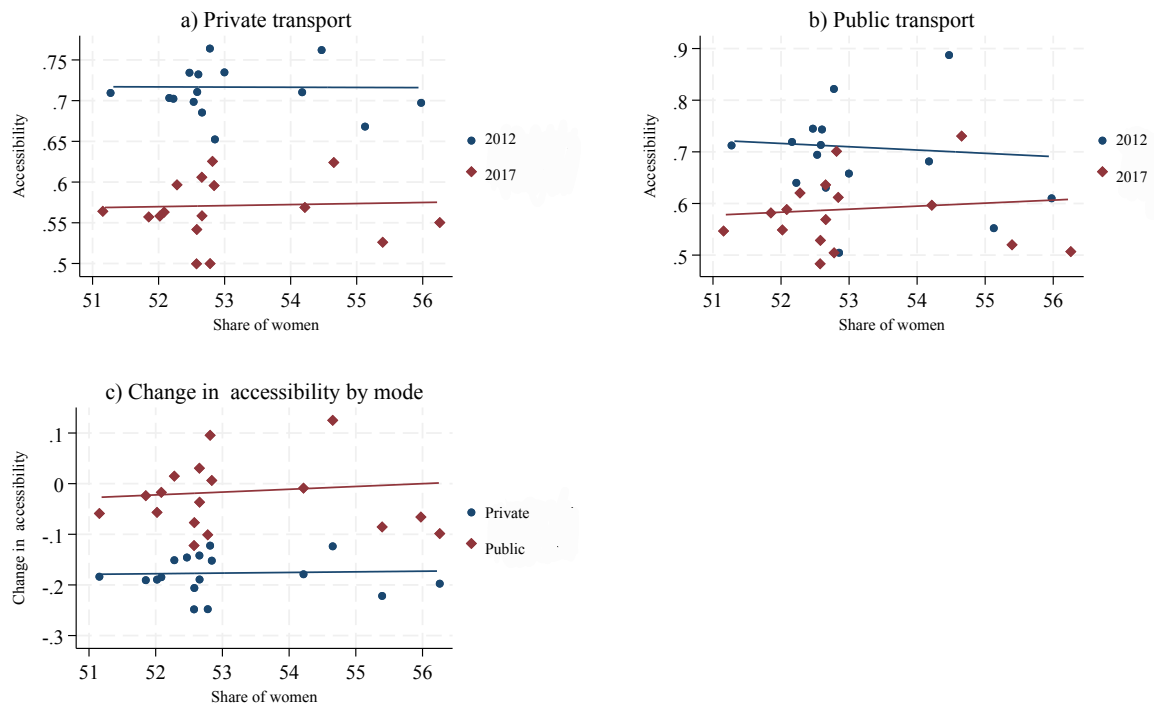 a) Private transport
.75
.7
.65
.6
.55
.5
Accessibility
51 52 53 54 55 56
Share of women
2012
2017
b) Public transport
.9
.8
.7
.6
.5
Accessibility
51 52 53 54 55 56
Share of women
2012
2017
c) Change in accessibility by mode
.1
0
-.1
-.2
-.3
Change in accessibility
51 52 53 54 55 56
Share of women
Private
Public